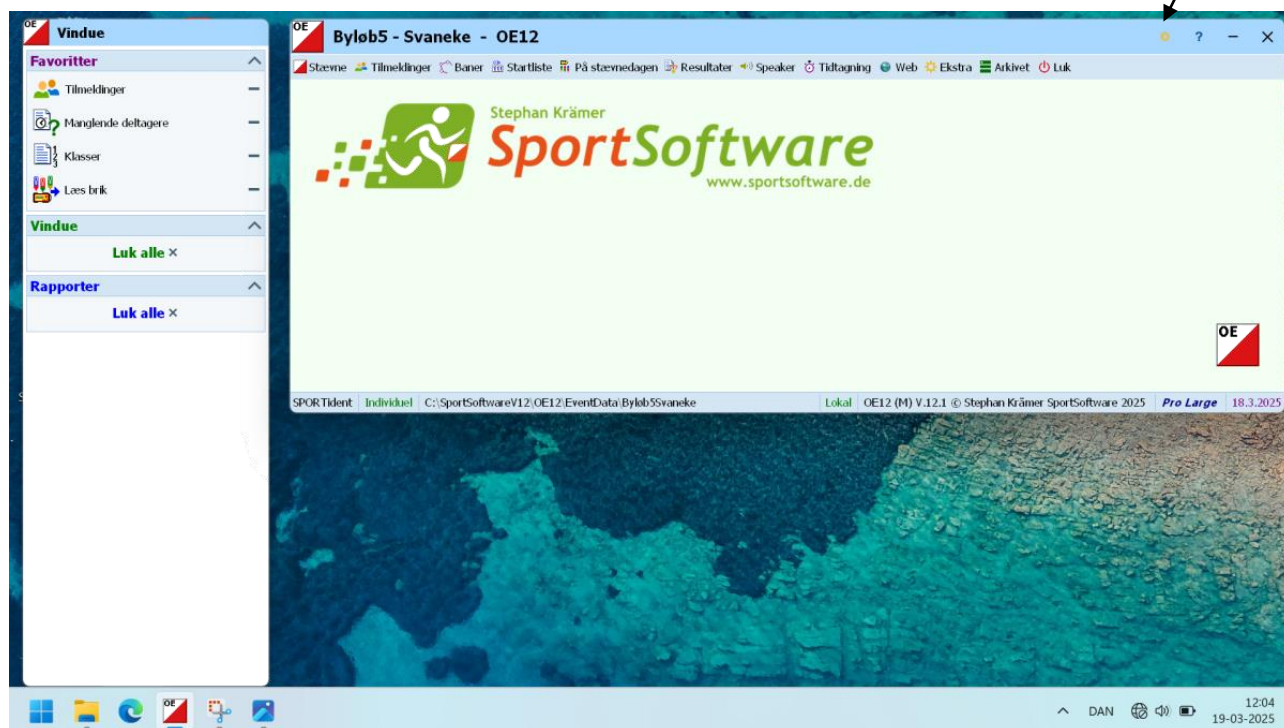 OE Vindue
Favoritter
Tilmeldinger
Manglende deltagere
Klasser
Læs brik
Vindue
Luk alle ×
Rapporter
Luk alle ×
OE Byløb5 - Svaneke - OE12 ?
Stævne Tilmeldinger Baner Startliste På stævnedagen Resultater Speaker Tidtagning Web Ekstra Arkivet Luk
Stephan Krämer
SportSoftware
www.sportsoftware.de
OE
SPORTident Individuel C:\SportSoftwareV12\OE12\EventData\Byløb5Svaneke Lokal OE12 (M) V.12.1 © Stephan Krämer SportSoftware 2025 Pro Large 18.3.2025
OE DAN 12:04
19-03-2025